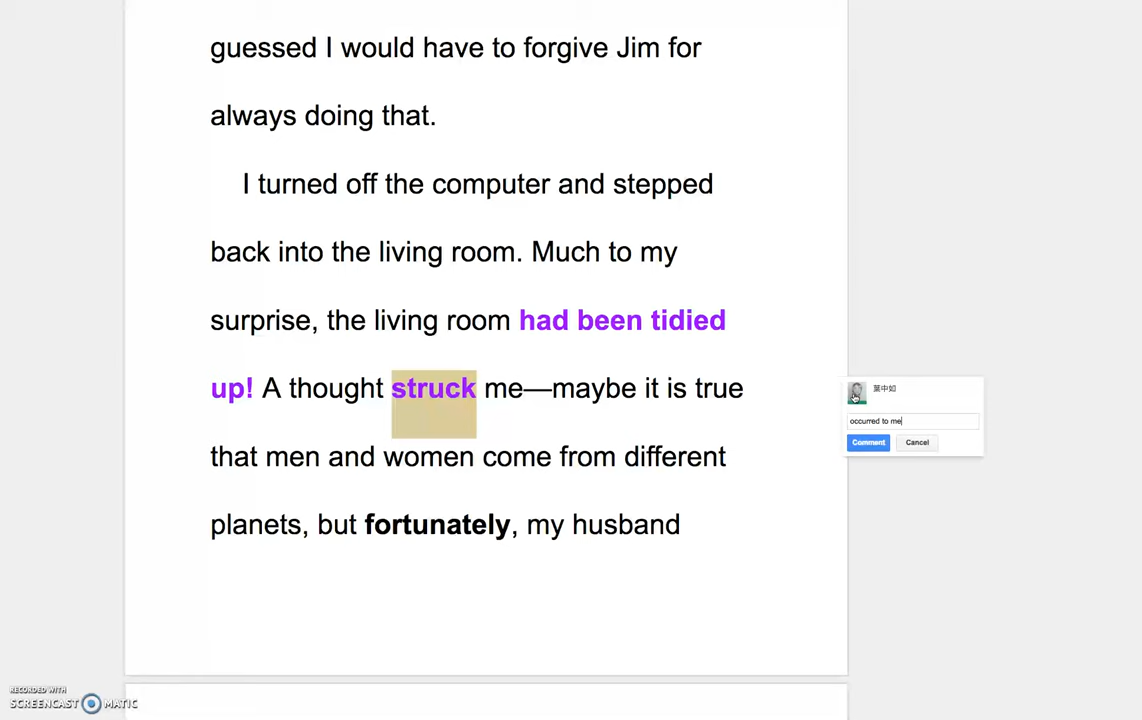 guessed I would have to forgive Jim for
always doing that.
I turned off the computer and stepped
back into the living room. Much to my
surprise, the living room had been tidied
up! A thought struck me—maybe it is true
that men and women come from different
planets, but fortunately, my husband
葉中如
occurred to me
Comment Cancel
RECORDED WITH
SCREENCAST MATIC